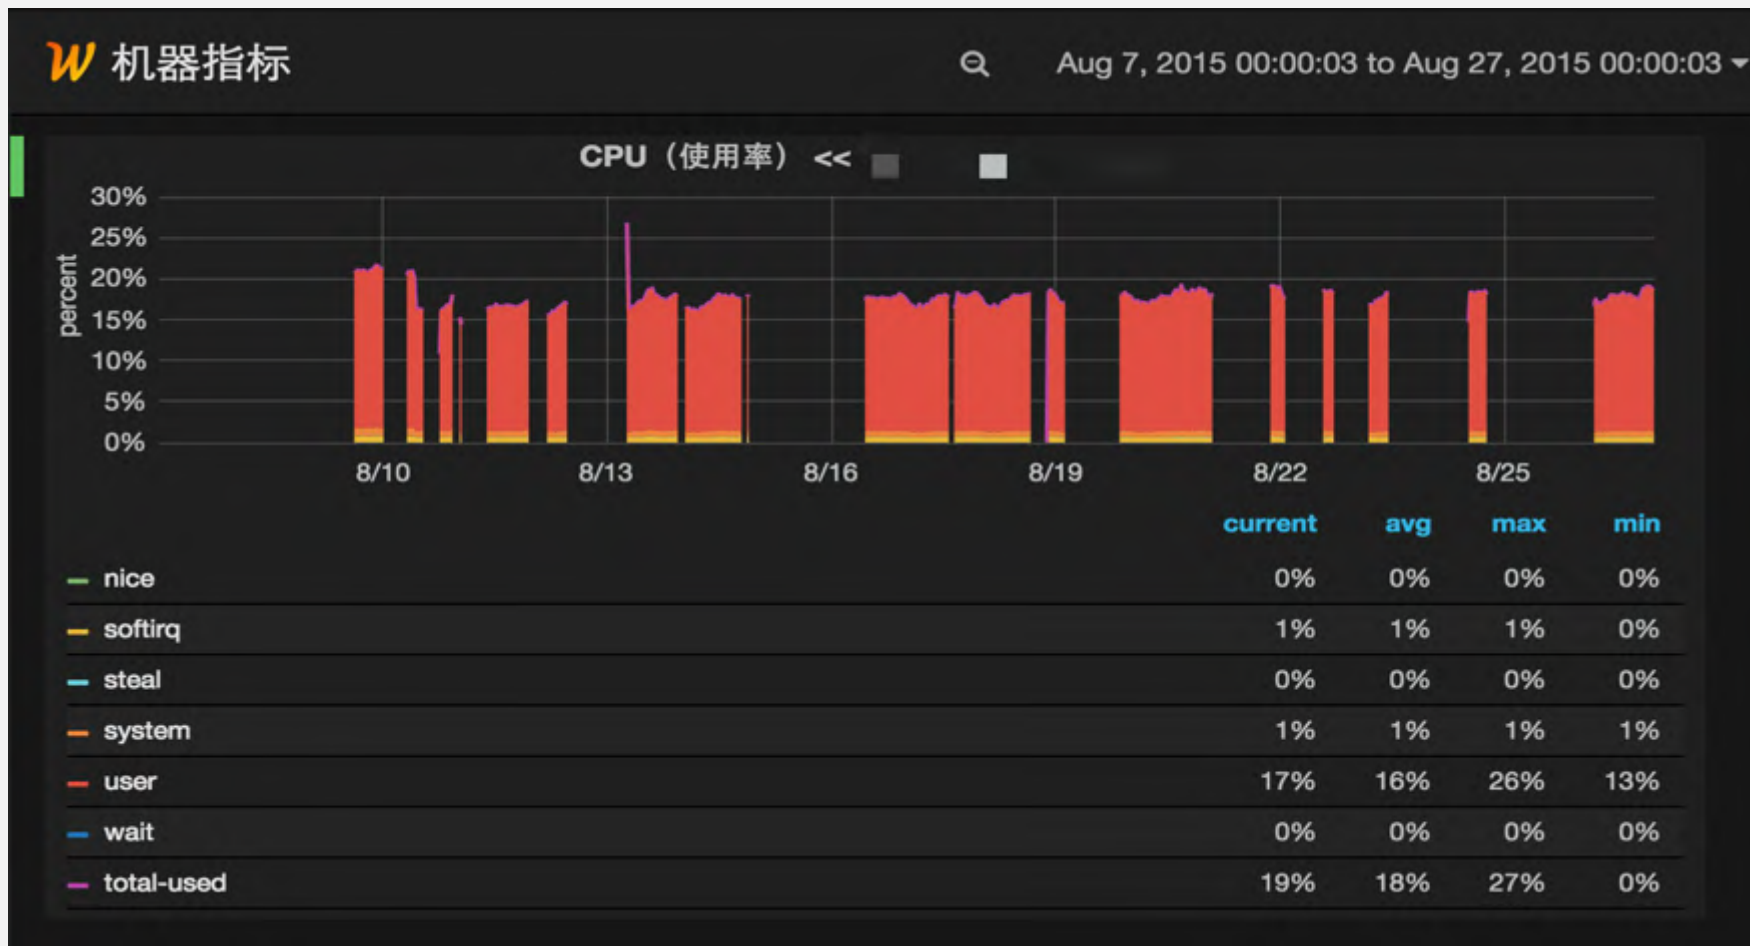 W 机器指标
Aug 7, 2015 00:00:03 to Aug 27, 2015 00:00:03
CPU（使用率） <<
percent
30%
25%
20%
15%
10%
5%
0%
8/10 8/13 8/16 8/19 8/22 8/25
current avg max min
nice 0% 0% 0% 0%
softirq 1% 1% 1% 0%
steal 0% 0% 0% 0%
system 1% 1% 1% 1%
user 17% 16% 26% 13%
wait 0% 0% 0% 0%
total-used 19% 18% 27% 0%